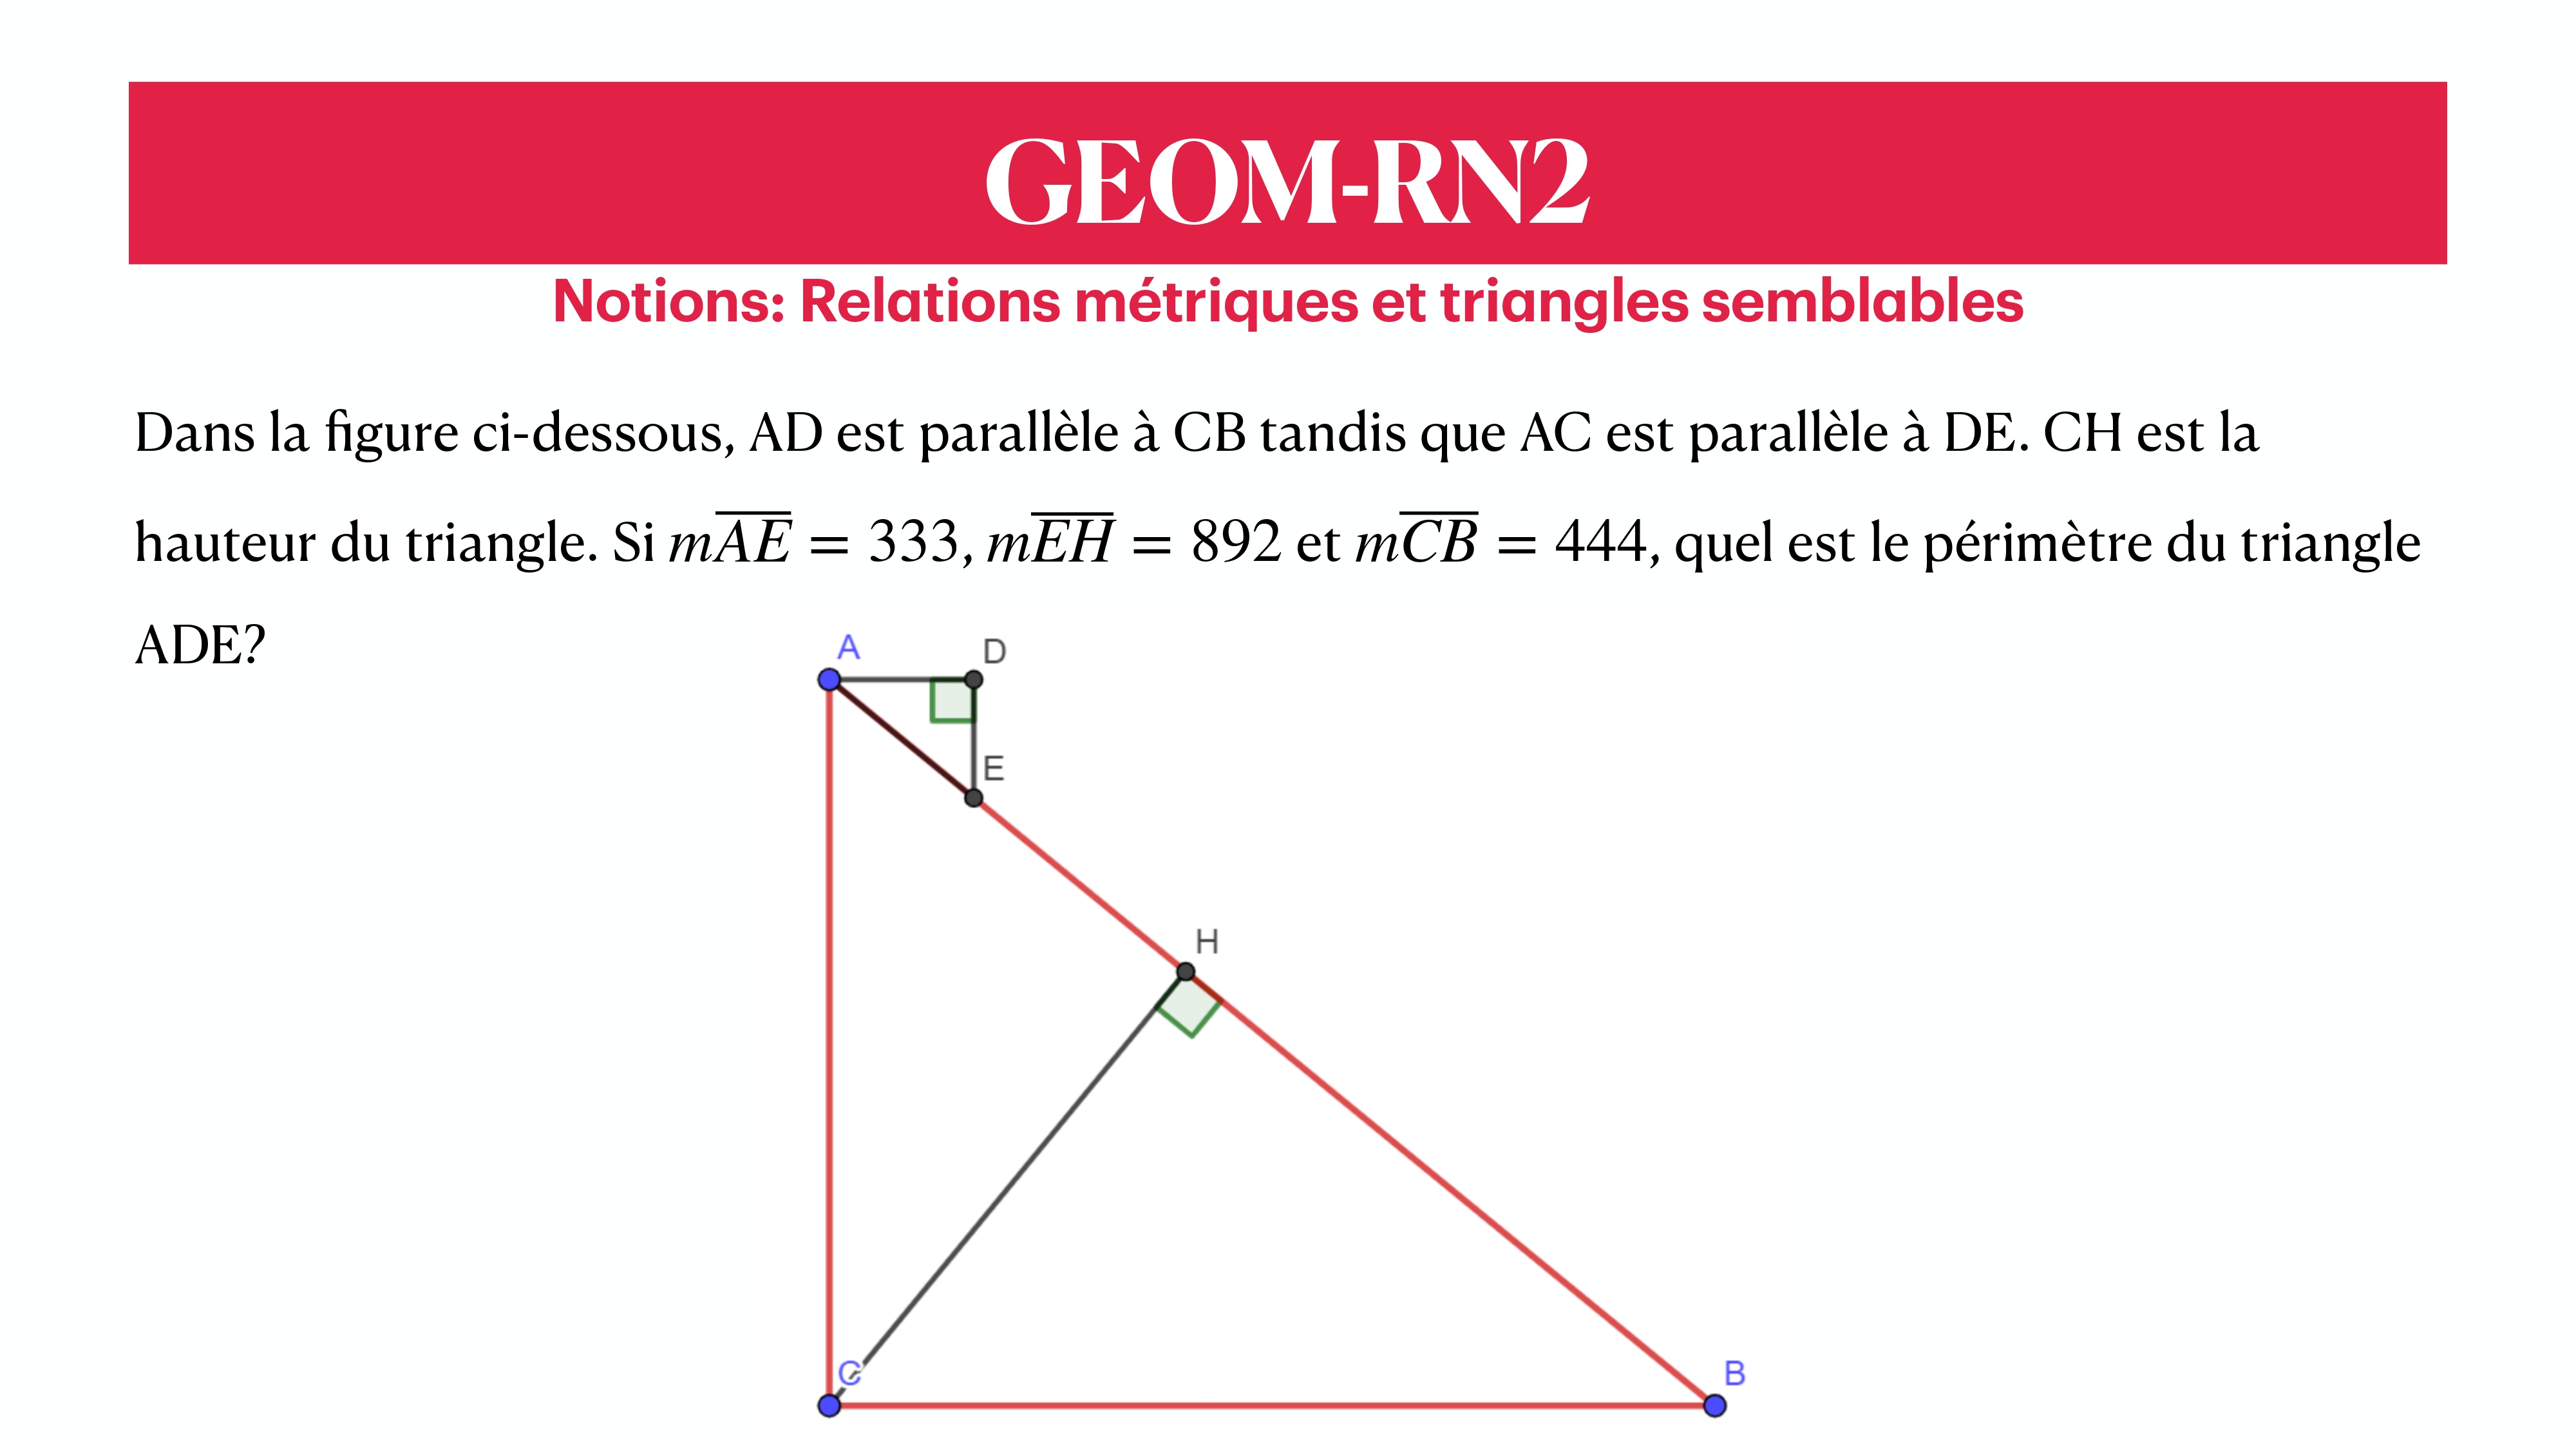 GEOM-RN2
Notions: Relations métriques et triangles semblables
Dans la figure ci-dessous, AD est parallèle à CB tandis que AC est parallèle à DE. CH est la
hauteur du triangle. Si m\overline{AE} = 333, m\overline{EH} = 892 et m\overline{CB} = 444, quel est le périmètre du triangle
ADE?
A
D
E
H
C
B